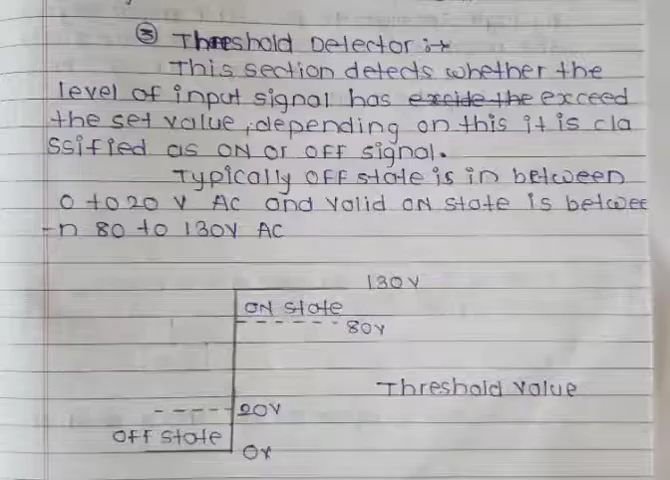 ③ Threshold Detector :→
This section detects whether the
level of input signal has excide the exceed
the set value, depending on this it is cla
ssified as ON or OFF signal.
Typically OFF state is in between
0 to 20 V AC and valid ON state is betwee
-n 80 to 130V AC
130V
ON state
80V
Threshold value
20V
OFF state
0V